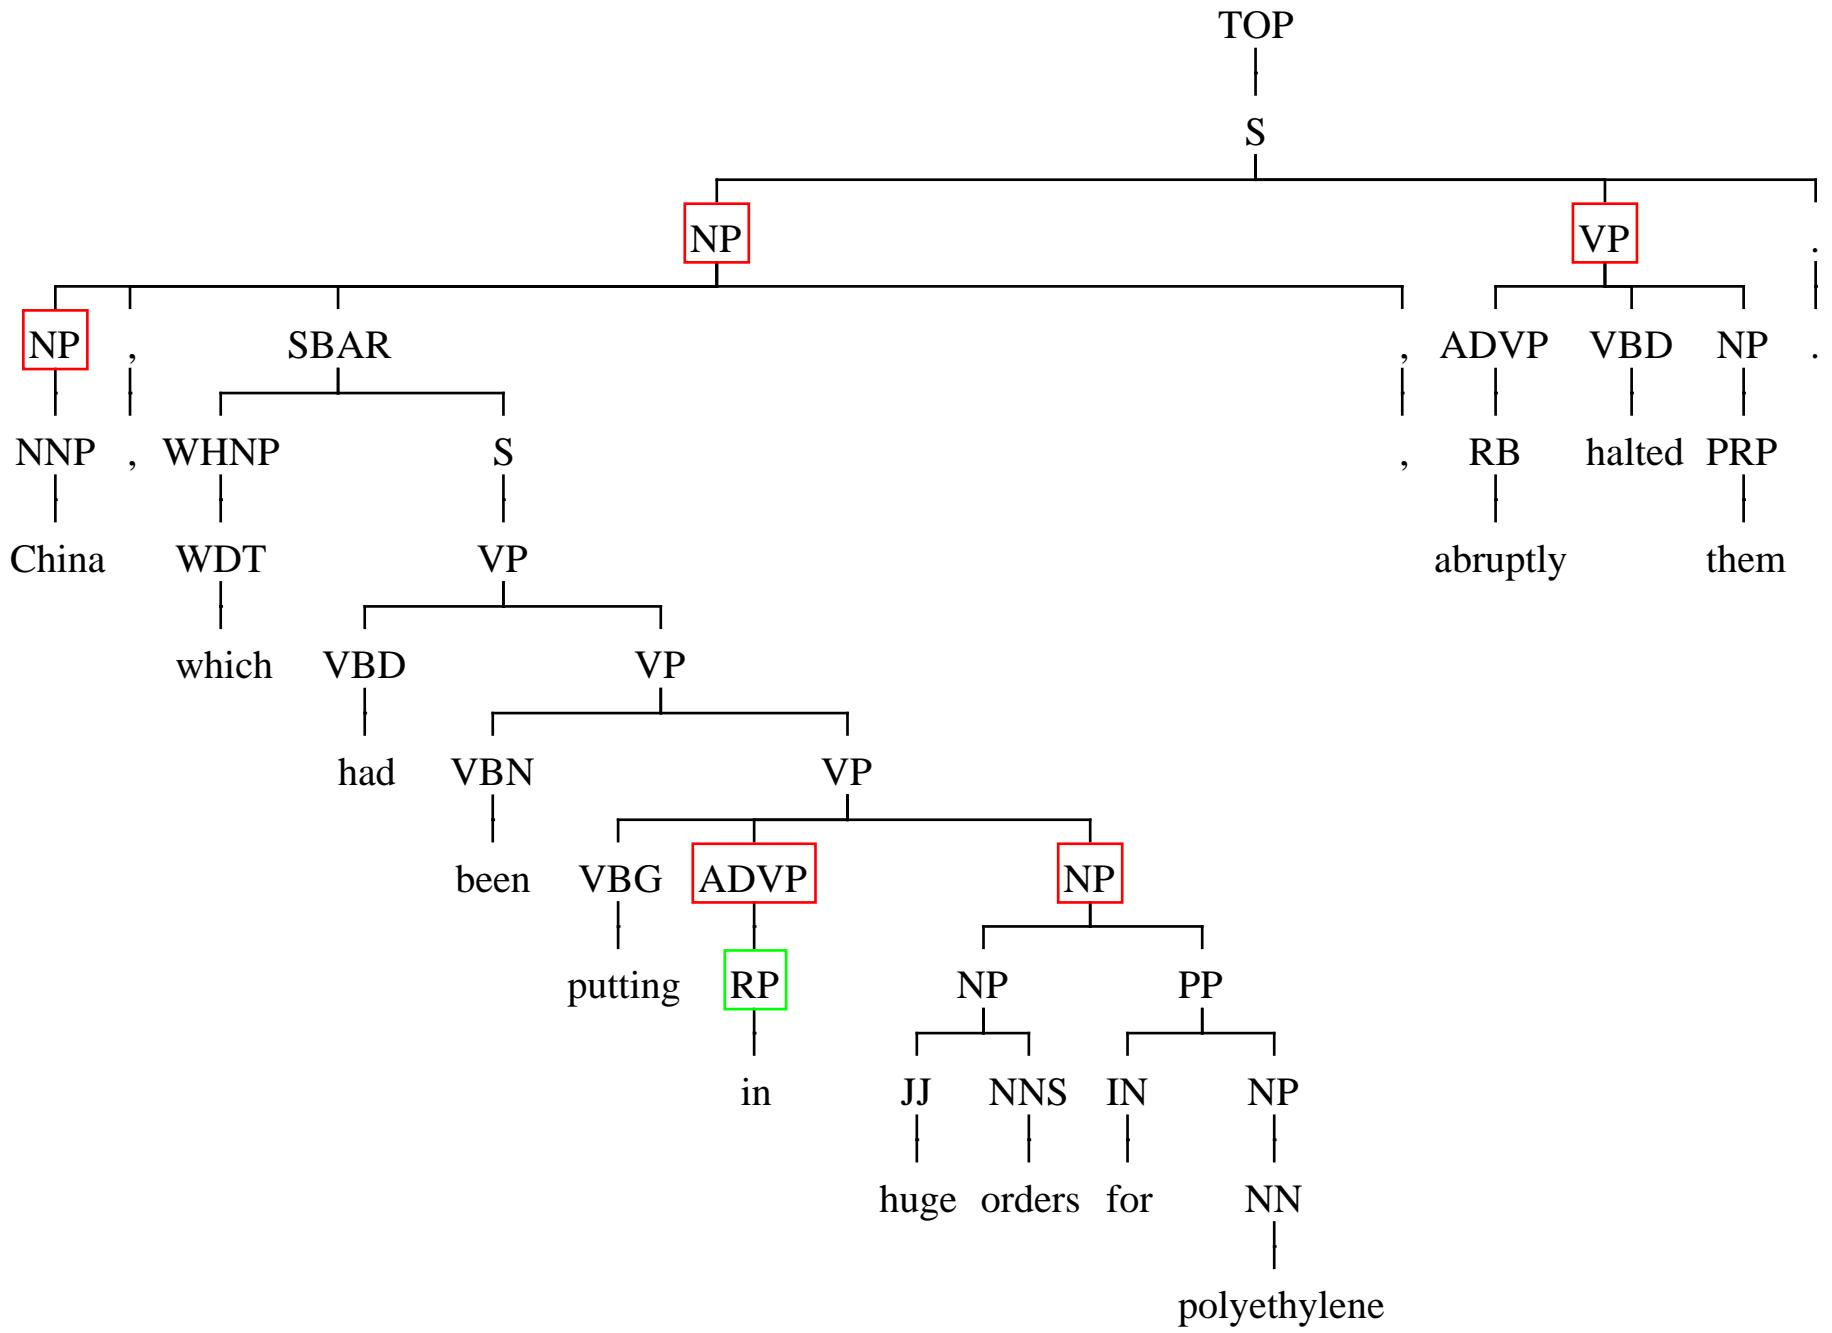 TOP
S
NP VP .
NP , SBAR , ADVP VBD NP .
NNP , WHNP S , RB halted PRP
China WDT VP abruptly them
which VBD VP
had VBN VP
been VBG ADVP NP
putting RP NP PP
in JJ NNS IN NP
huge orders for NN
polyethylene